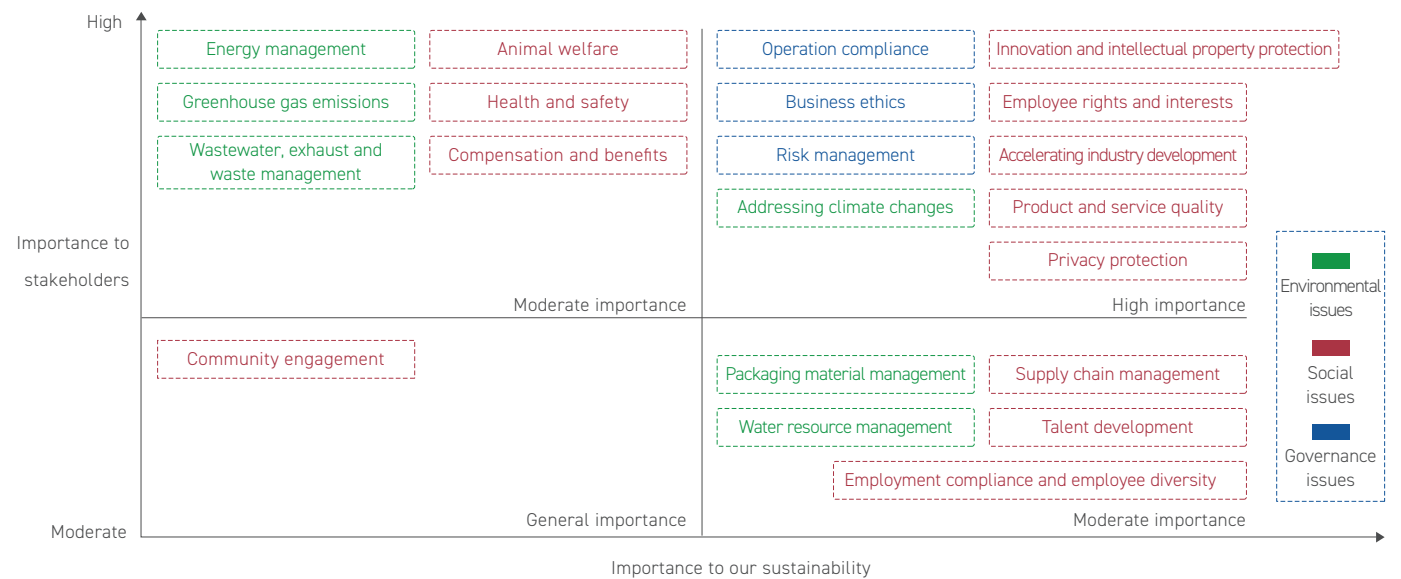 High
Energy management
Animal welfare
Operation compliance
Innovation and intellectual property protection
Greenhouse gas emissions
Health and safety
Business ethics
Employee rights and interests
Wastewater, exhaust and
waste management
Compensation and benefits
Risk management
Accelerating industry development
Addressing climate changes
Product and service quality
Privacy protection
Importance to
stakeholders
Moderate importance
High importance
Community engagement
Packaging material management
Supply chain management
Water resource management
Talent development
Employment compliance and employee diversity
General importance
Moderate importance
Moderate
Importance to our sustainability
Environmental
issues
Social
issues
Governance
issues